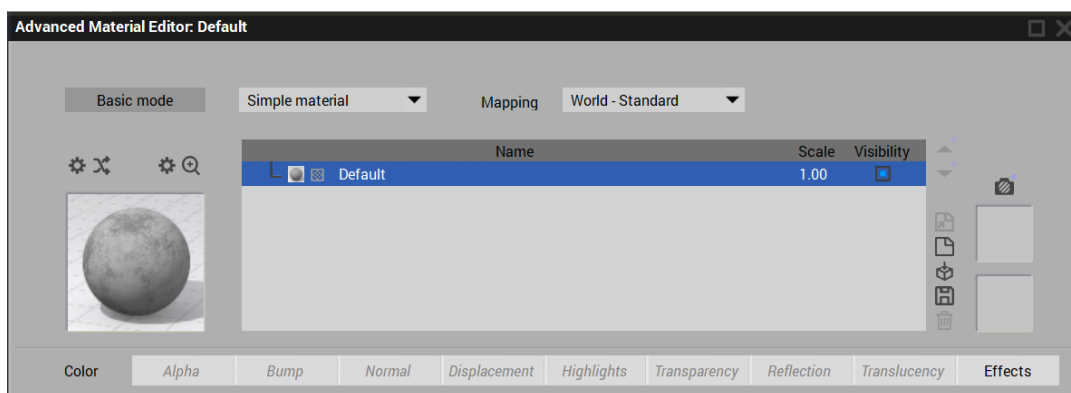 Advanced Material Editor: Default
Basic mode Simple material Mapping World - Standard
Name Scale Visibility
Default 1.00
Color Alpha Bump Normal Displacement Highlights Transparency Reflection Translucency Effects